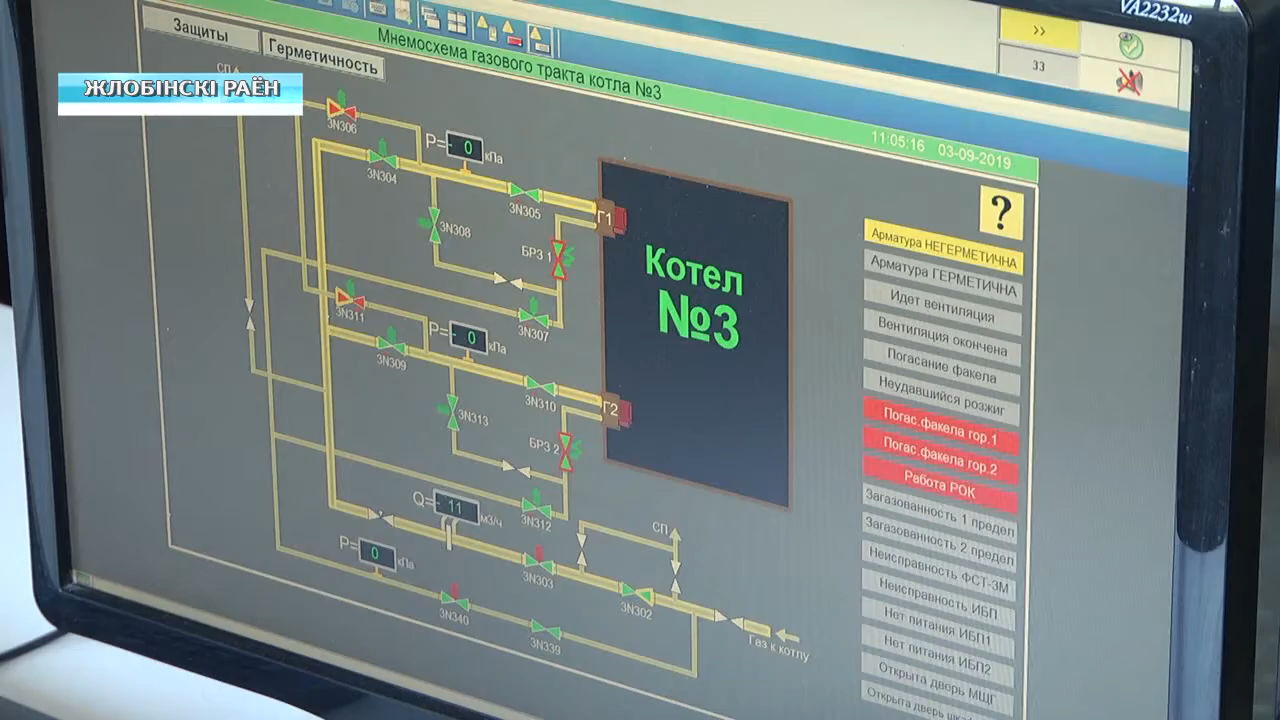 VA2232w
Защиты
Герметичность
Мнемосхема газового тракта котла №3
>>
33
11:05:16 03-09-2019
ЖЛОБІНСКІ РАЁН
СП
3N306
P= 0 кПа
3N304
3N305
Г1
3N308
БРЗ 1
3N307
3N311
P= 0 кПа
3N309
3N310
Г2
3N313
БРЗ 2
3N312
Q= 11 м3/ч
P= 0 кПа
3N303
3N302
3N340
3N339
СП
Газ к котлу
Котел
№3
?
Арматура НЕГЕРМЕТИЧНА
Арматура ГЕРМЕТИЧНА
Идет вентиляция
Вентиляция окончена
Погасание факела
Неудавшийся розжиг
Погас.факела гор.1
Погас.факела гор.2
Работа РОК
Загазованность 1 предел
Загазованность 2 предел
Неисправность ФСТ-3М
Неисправность ИБП
Нет питания ИБП1
Нет питания ИБП2
Открыта дверь МЩГ
Открыта дверь